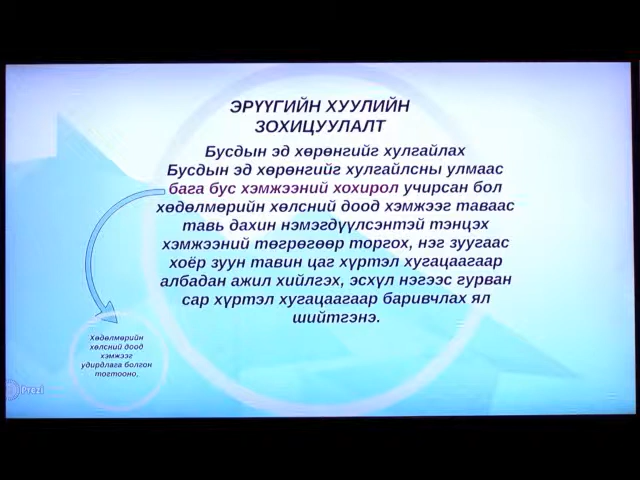 ЭРҮҮГИЙН ХУУЛИЙН
ЗОХИЦУУЛАЛТ
Бусдын эд хөрөнгийг хулгайлах
Бусдын эд хөрөнгийг хулгайлсны улмаас
бага бус хэмжээний хохирол учирсан бол
хөдөлмөрийн хөлсний доод хэмжээг таваас
тавь дахин нэмэгдүүлсэнтэй тэнцэх
хэмжээний төгрөгөөр торгох, нэг зуугаас
хоёр зуун тавин цаг хүртэл хугацаагаар
албадан ажил хийлгэх, эсхүл нэгээс гурван
сар хүртэл хугацаагаар баривчлах ял
шийтгэнэ.
Хөдөлмөрийн
хөлсний доод
хэмжээг
удирдлага болгон
тогтооно.
Prezi